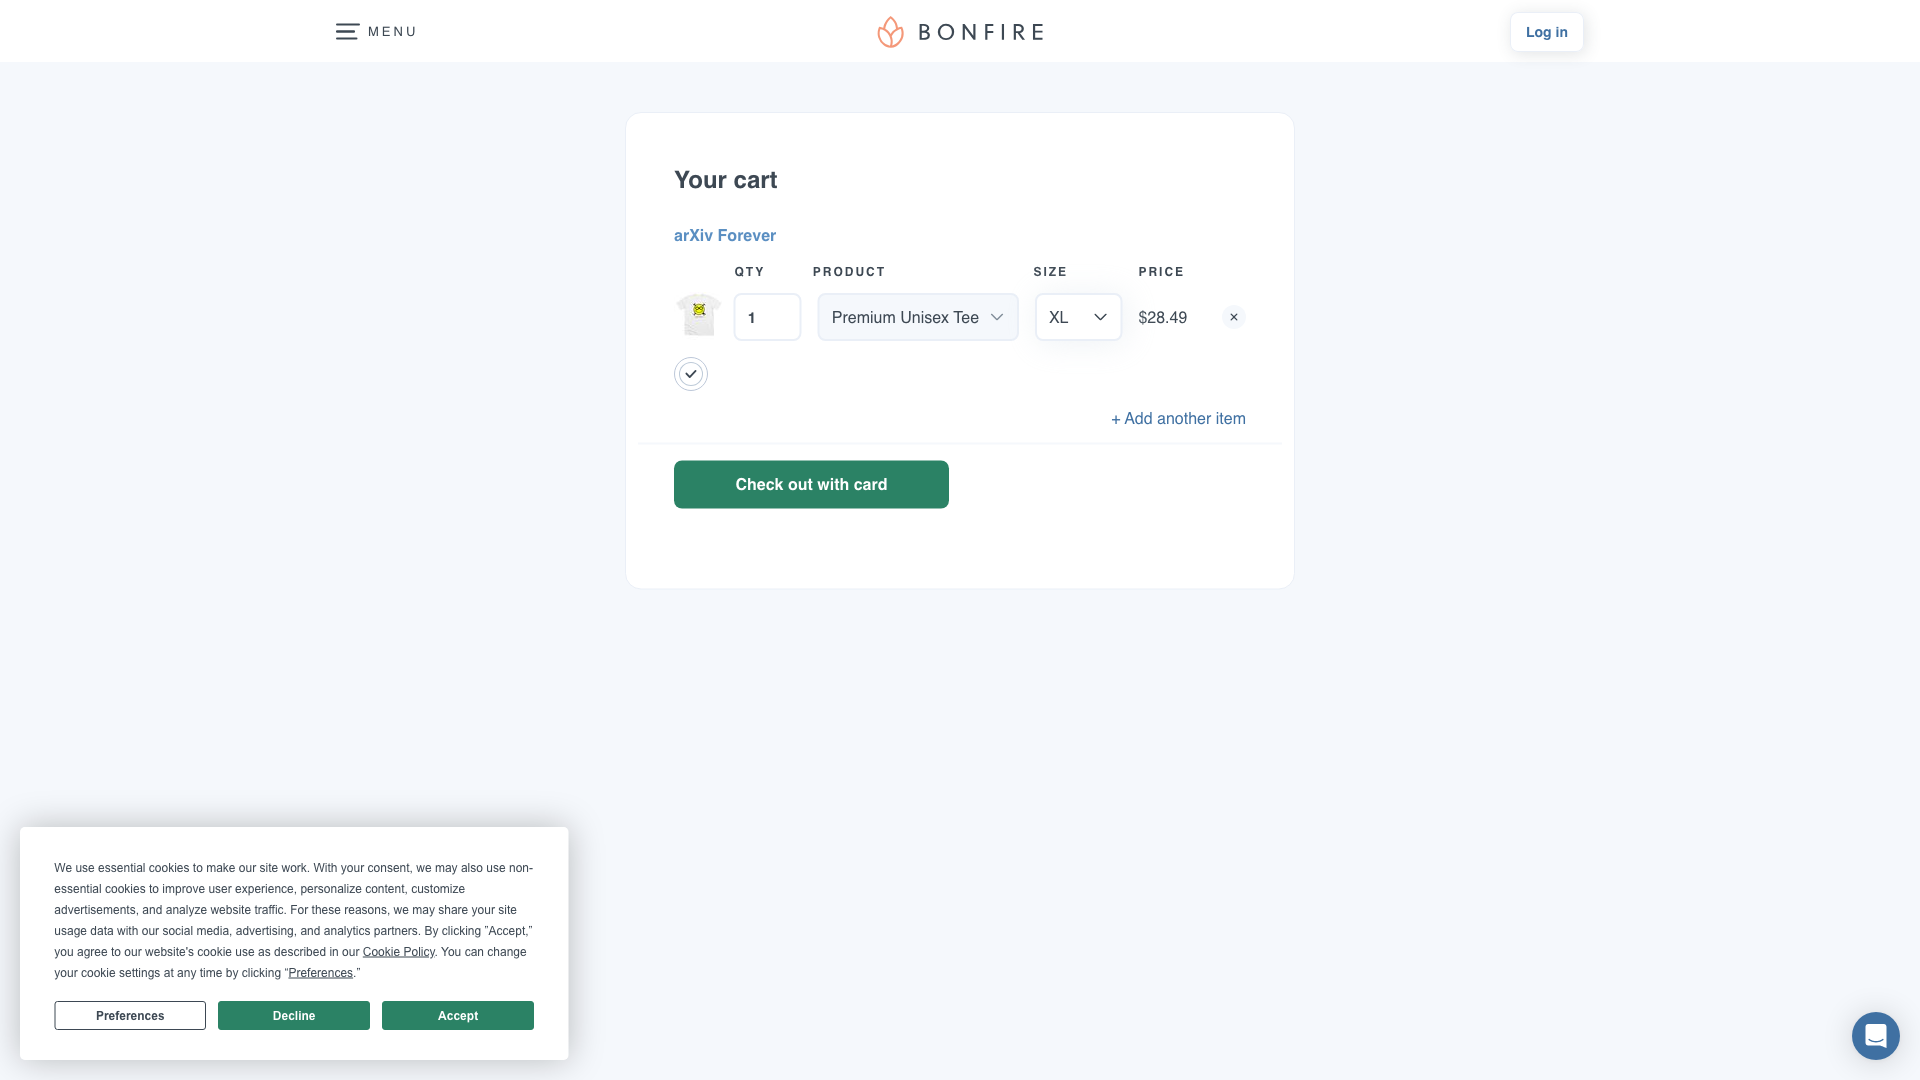 MENU
BONFIRE
Log in
Your cart
arXiv Forever
QTY PRODUCT SIZE PRICE
1 Premium Unisex Tee XL $28.49 ×
+ Add another item
Check out with card
We use essential cookies to make our site work. With your consent, we may also use non-
essential cookies to improve user experience, personalize content, customize
advertisements, and analyze website traffic. For these reasons, we may share your site
usage data with our social media, advertising, and analytics partners. By clicking ”Accept,”
you agree to our website's cookie use as described in our Cookie Policy. You can change
your cookie settings at any time by clicking “Preferences.”
Preferences Decline Accept